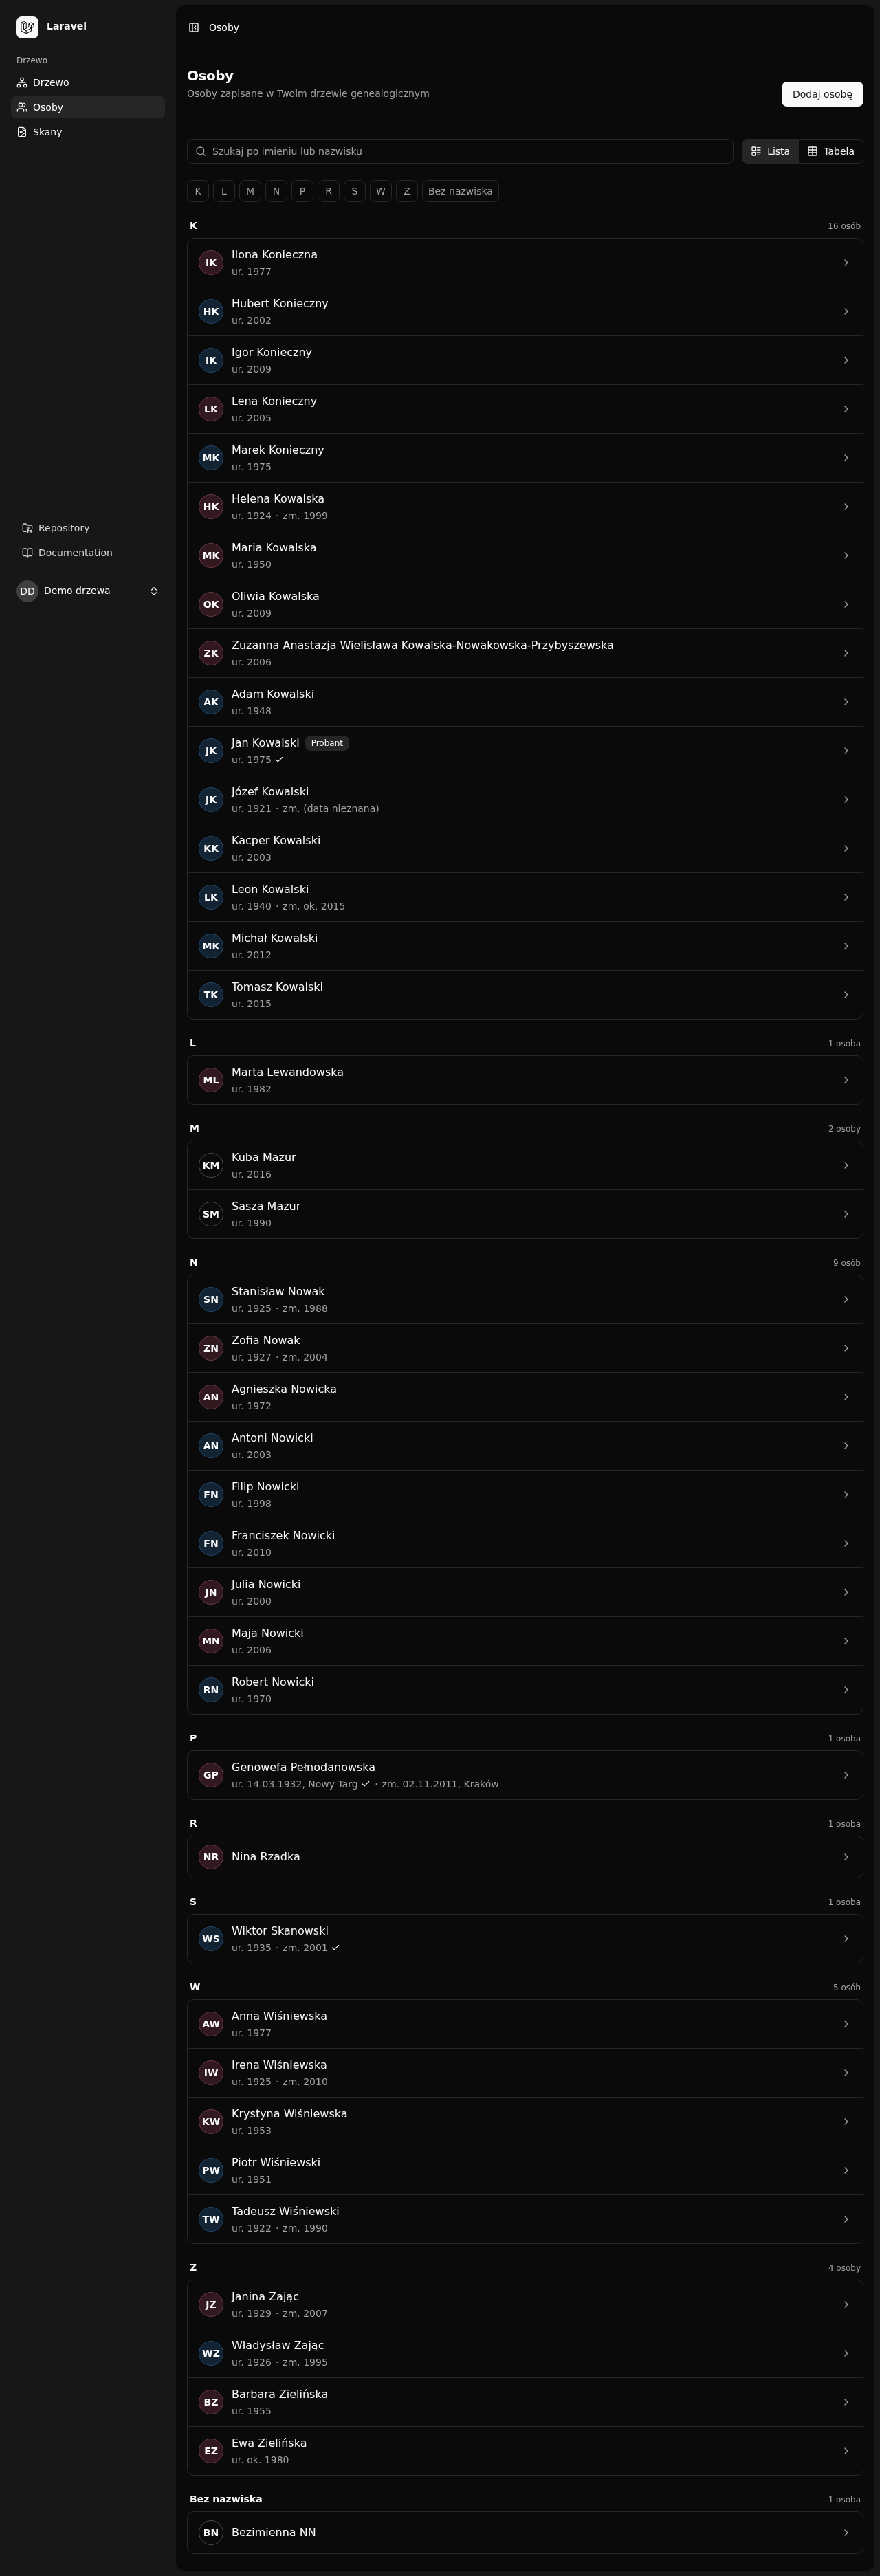 Laravel
Drzewo
Drzewo
Osoby
Skany
Repository
Documentation
DD Demo drzewa
Osoby
Osoby
Osoby zapisane w Twoim drzewie genealogicznym
Dodaj osobę
Szukaj po imieniu lub nazwisku
Lista
Tabela
K L M N P R S W Z Bez nazwiska
K 16 osób
IK Ilona Konieczna
ur. 1977
HK Hubert Konieczny
ur. 2002
IK Igor Konieczny
ur. 2009
LK Lena Konieczny
ur. 2005
MK Marek Konieczny
ur. 1975
HK Helena Kowalska
ur. 1924 · zm. 1999
MK Maria Kowalska
ur. 1950
OK Oliwia Kowalska
ur. 2009
ZK Zuzanna Anastazja Wielisława Kowalska-Nowakowska-Przybyszewska
ur. 2006
AK Adam Kowalski
ur. 1948
JK Jan Kowalski Probant
ur. 1975 ✓
JK Józef Kowalski
ur. 1921 · zm. (data nieznana)
KK Kacper Kowalski
ur. 2003
LK Leon Kowalski
ur. 1940 · zm. ok. 2015
MK Michał Kowalski
ur. 2012
TK Tomasz Kowalski
ur. 2015
L 1 osoba
ML Marta Lewandowska
ur. 1982
M 2 osoby
KM Kuba Mazur
ur. 2016
SM Sasza Mazur
ur. 1990
N 9 osób
SN Stanisław Nowak
ur. 1925 · zm. 1988
ZN Zofia Nowak
ur. 1927 · zm. 2004
AN Agnieszka Nowicka
ur. 1972
AN Antoni Nowicki
ur. 2003
FN Filip Nowicki
ur. 1998
FN Franciszek Nowicki
ur. 2010
JN Julia Nowicki
ur. 2000
MN Maja Nowicki
ur. 2006
RN Robert Nowicki
ur. 1970
P 1 osoba
GP Genowefa Pełnodanowska
ur. 14.03.1932, Nowy Targ ✓ · zm. 02.11.2011, Kraków
R 1 osoba
NR Nina Rzadka
S 1 osoba
WS Wiktor Skanowski
ur. 1935 · zm. 2001 ✓
W 5 osób
AW Anna Wiśniewska
ur. 1977
IW Irena Wiśniewska
ur. 1925 · zm. 2010
KW Krystyna Wiśniewska
ur. 1953
PW Piotr Wiśniewski
ur. 1951
TW Tadeusz Wiśniewski
ur. 1922 · zm. 1990
Z 4 osoby
JZ Janina Zając
ur. 1929 · zm. 2007
WZ Władysław Zając
ur. 1926 · zm. 1995
BZ Barbara Zielińska
ur. 1955
EZ Ewa Zielińska
ur. ok. 1980
Bez nazwiska 1 osoba
BN Bezimienna NN